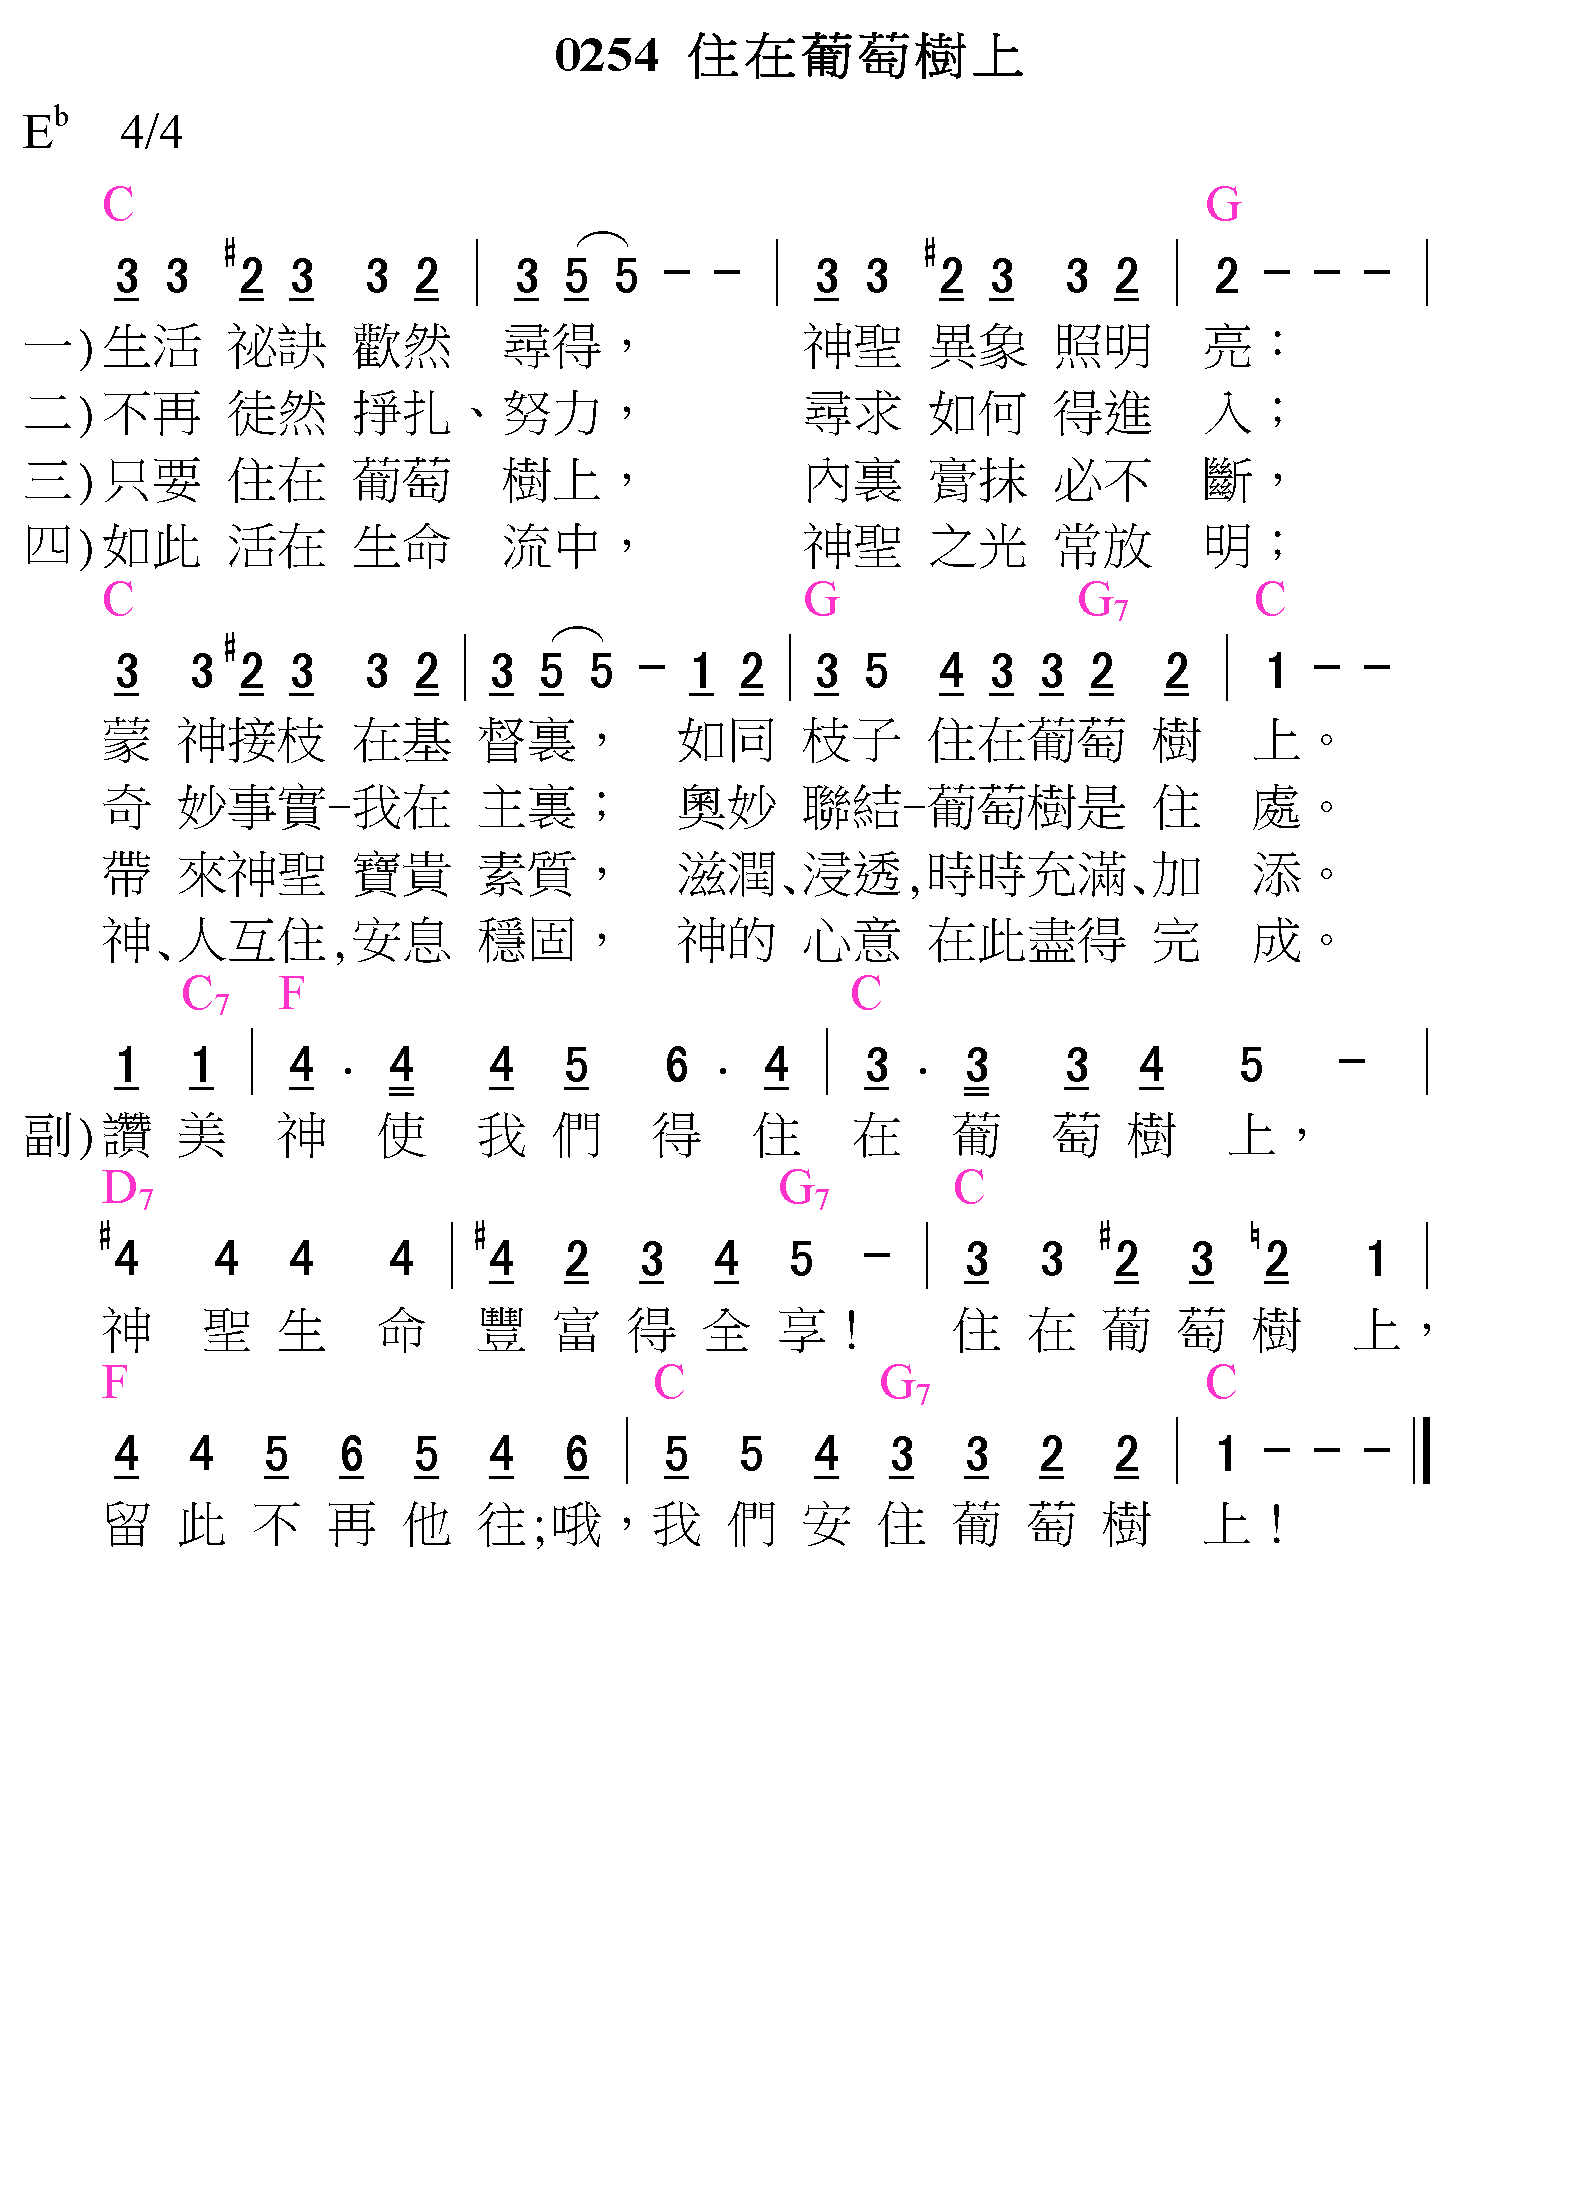 0254 住在葡萄樹上
E♭ 4/4
C G
3 3 #2 3 3 2 | 3 5 5 - - | 3 3 #2 3 3 2 | 2 - - - |
一)生活 祕訣 歡然 尋得， 神聖 異象 照明 亮：
二)不再 徒然 掙扎、努力， 尋求 如何 得進 入；
三)只要 住在 葡萄 樹上， 內裏 膏抹 必不 斷，
四)如此 活在 生命 流中， 神聖 之光 常放 明；
C G G7 C
3 3 #2 3 3 2 | 3 5 5 - 1 2 | 3 5 4 3 3 2 2 | 1 - -
蒙 神接枝 在基 督裏， 如同 枝子 住在葡萄 樹 上。
奇 妙事實-我在 主裏； 奧妙 聯結-葡萄樹是 住 處。
帶 來神聖 寶貴 素質， 滋潤、浸透,時時充滿、加 添。
神、人互住,安息 穩固， 神的 心意 在此盡得 完 成。
C7 F C
1 1 | 4 . 4 4 5 6 . 4 | 3 . 3 3 4 5 - |
副)讚 美 神 使 我 們 得 住 在 葡 萄 樹 上，
D7 G7 C
#4 4 4 4 | #4 2 3 4 5 - | 3 3 #2 3 ♮2 1 |
神 聖 生 命 豐 富 得 全 享！ 住 在 葡 萄 樹 上，
F C G7 C
4 4 5 6 5 4 6 | 5 5 4 3 3 2 2 | 1 - - - ‖
留 此 不 再 他 往;哦，我 們 安 住 葡 萄 樹 上！